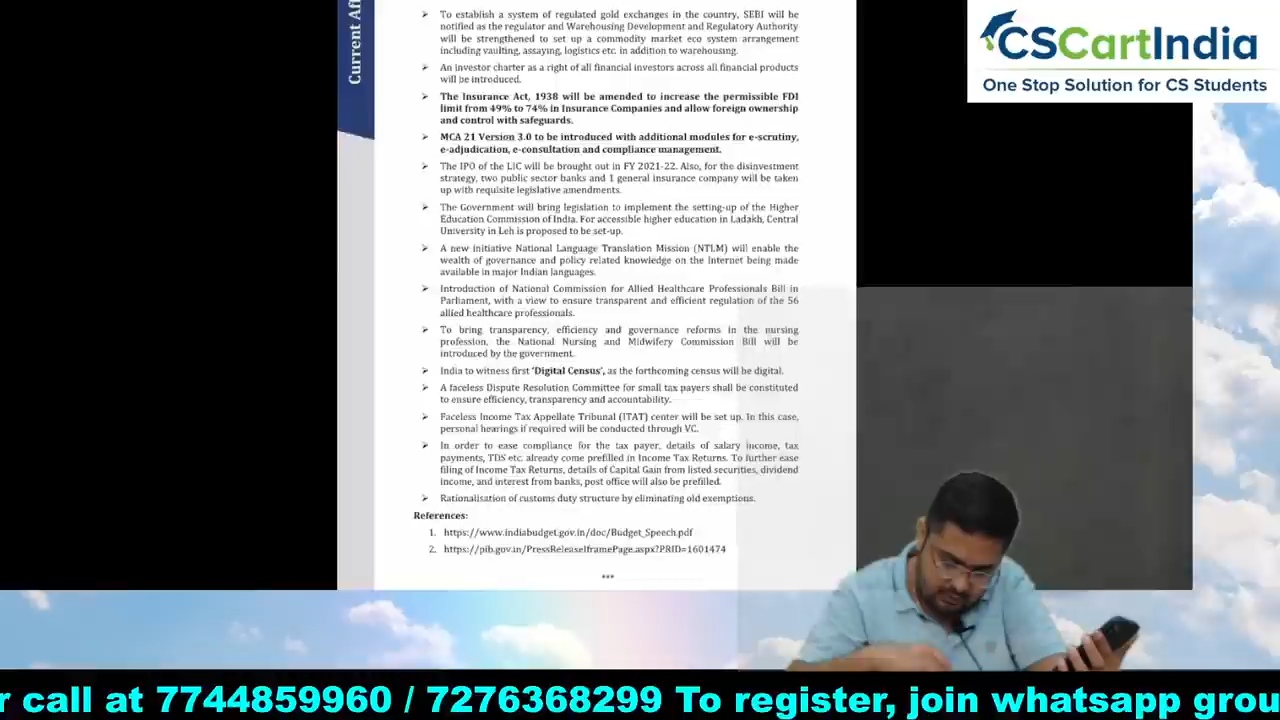 Current Af
➢ To establish a system of regulated gold exchanges in the country, SEBI will be
notified as the regulator and Warehousing Development and Regulatory Authority
will be strengthened to set up a commodity market eco system arrangement
including vaulting, assaying, logistics etc. in addition to warehousing.
➢ An investor charter as a right of all financial investors across all financial products
will be introduced.
➢ The Insurance Act, 1938 will be amended to increase the permissible FDI
limit from 49% to 74% in Insurance Companies and allow foreign ownership
and control with safeguards.
➢ MCA 21 Version 3.0 to be introduced with additional modules for e-scrutiny,
e-adjudication, e-consultation and compliance management.
➢ The IPO of the LIC will be brought out in FY 2021-22. Also, for the disinvestment
strategy, two public sector banks and 1 general insurance company will be taken
up with requisite legislative amendments.
➢ The Government will bring legislation to implement the setting-up of the Higher
Education Commission of India. For accessible higher education in Ladakh, Central
University in Leh is proposed to be set-up.
➢ A new initiative National Language Translation Mission (NTLM) will enable the
wealth of governance and policy related knowledge on the Internet being made
available in major Indian languages.
➢ Introduction of National Commission for Allied Healthcare Professionals Bill in
Parliament, with a view to ensure transparent and efficient regulation of the 56
allied healthcare professionals.
➢ To bring transparency, efficiency and governance reforms in the nursing
profession, the National Nursing and Midwifery Commission Bill will be
introduced by the government.
➢ India to witness first ‘Digital Census’, as the forthcoming census will be digital.
➢ A faceless Dispute Resolution Committee for small tax payers shall be constituted
to ensure efficiency, transparency and accountability.
➢ Faceless Income Tax Appellate Tribunal (ITAT) center will be set up. In this case,
personal hearings if required will be conducted through VC.
➢ In order to ease compliance for the tax payer, details of salary income, tax
payments, TDS etc. already come prefilled in Income Tax Returns. To further ease
filing of Income Tax Returns, details of Capital Gain from listed securities, dividend
income, and interest from banks, post office will also be prefilled.
➢ Rationalisation of customs duty structure by eliminating old exemptions.
References:
1. https://www.indiabudget.gov.in/doc/Budget_Speech.pdf
2. https://pib.gov.in/PressReleaseIframePage.aspx?PRID=1601474
***
CSCartIndia
One Stop Solution for CS Students
r call at 7744859960 / 7276368299 To register, join whatsapp grou